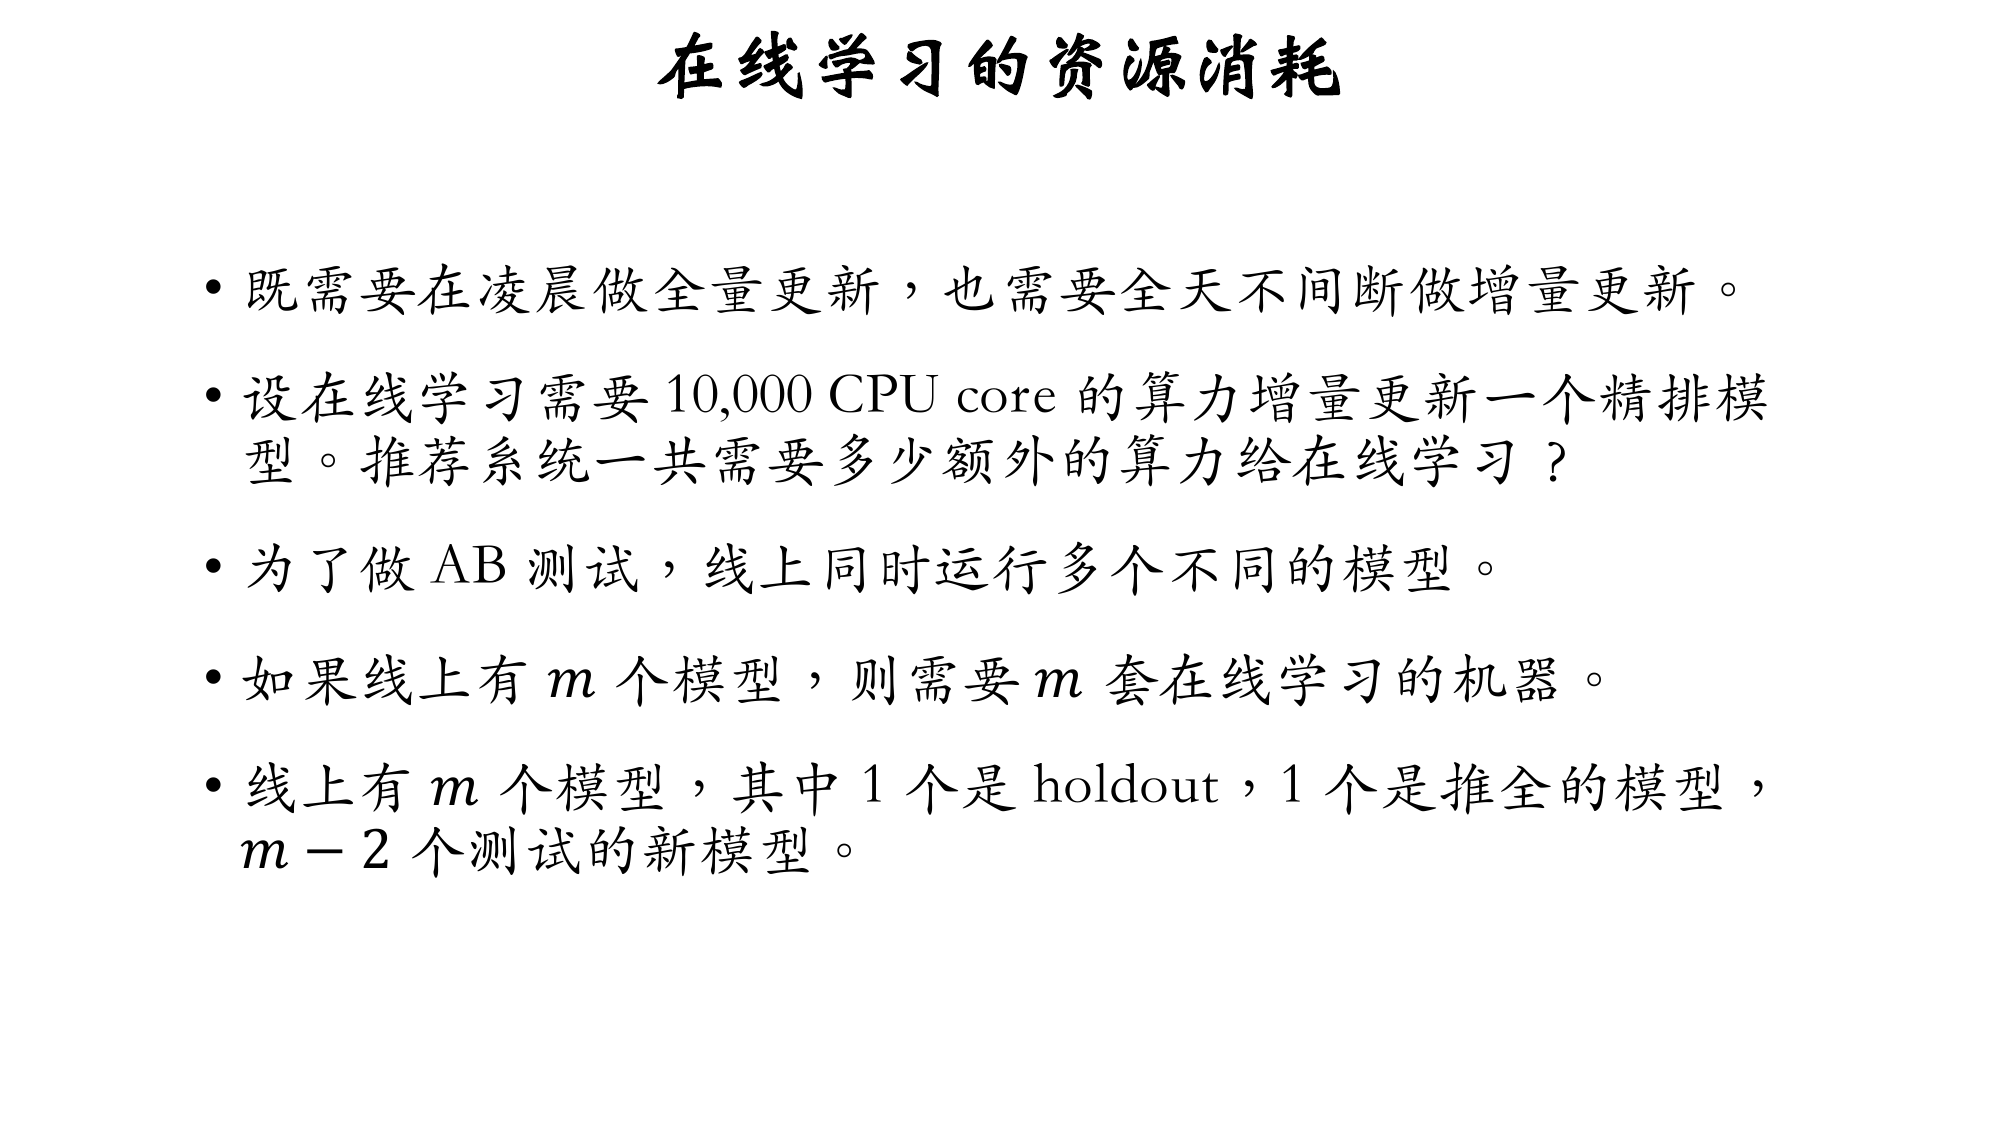 在线学习的资源消耗
• 既需要在凌晨做全量更新，也需要全天不间断做增量更新。
• 设在线学习需要 10,000 CPU core 的算力增量更新一个精排模
型。推荐系统一共需要多少额外的算力给在线学习？
• 为了做 AB 测试，线上同时运行多个不同的模型。
• 如果线上有 m 个模型，则需要 m 套在线学习的机器。
• 线上有 m 个模型，其中 1 个是 holdout，1 个是推全的模型，
m − 2 个测试的新模型。